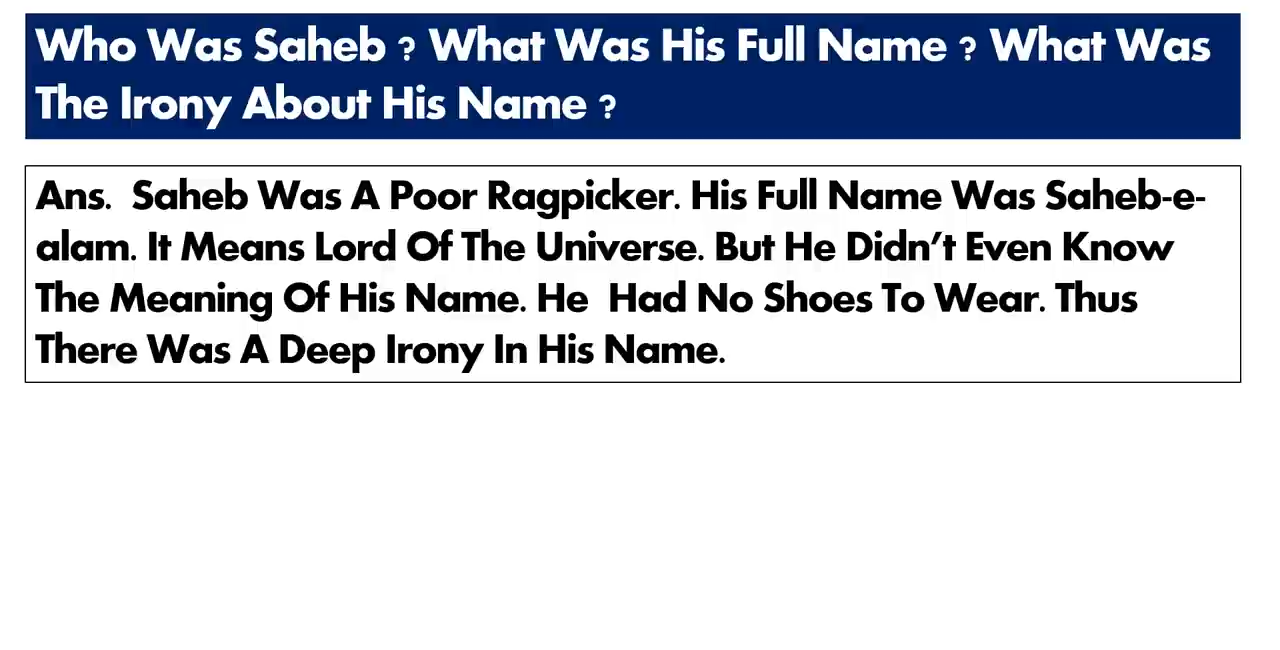 Who Was Saheb ? What Was His Full Name ? What Was
The Irony About His Name ?
Ans.  Saheb Was A Poor Ragpicker. His Full Name Was Saheb-e-
alam. It Means Lord Of The Universe. But He Didn’t Even Know
The Meaning Of His Name. He  Had No Shoes To Wear. Thus
There Was A Deep Irony In His Name.